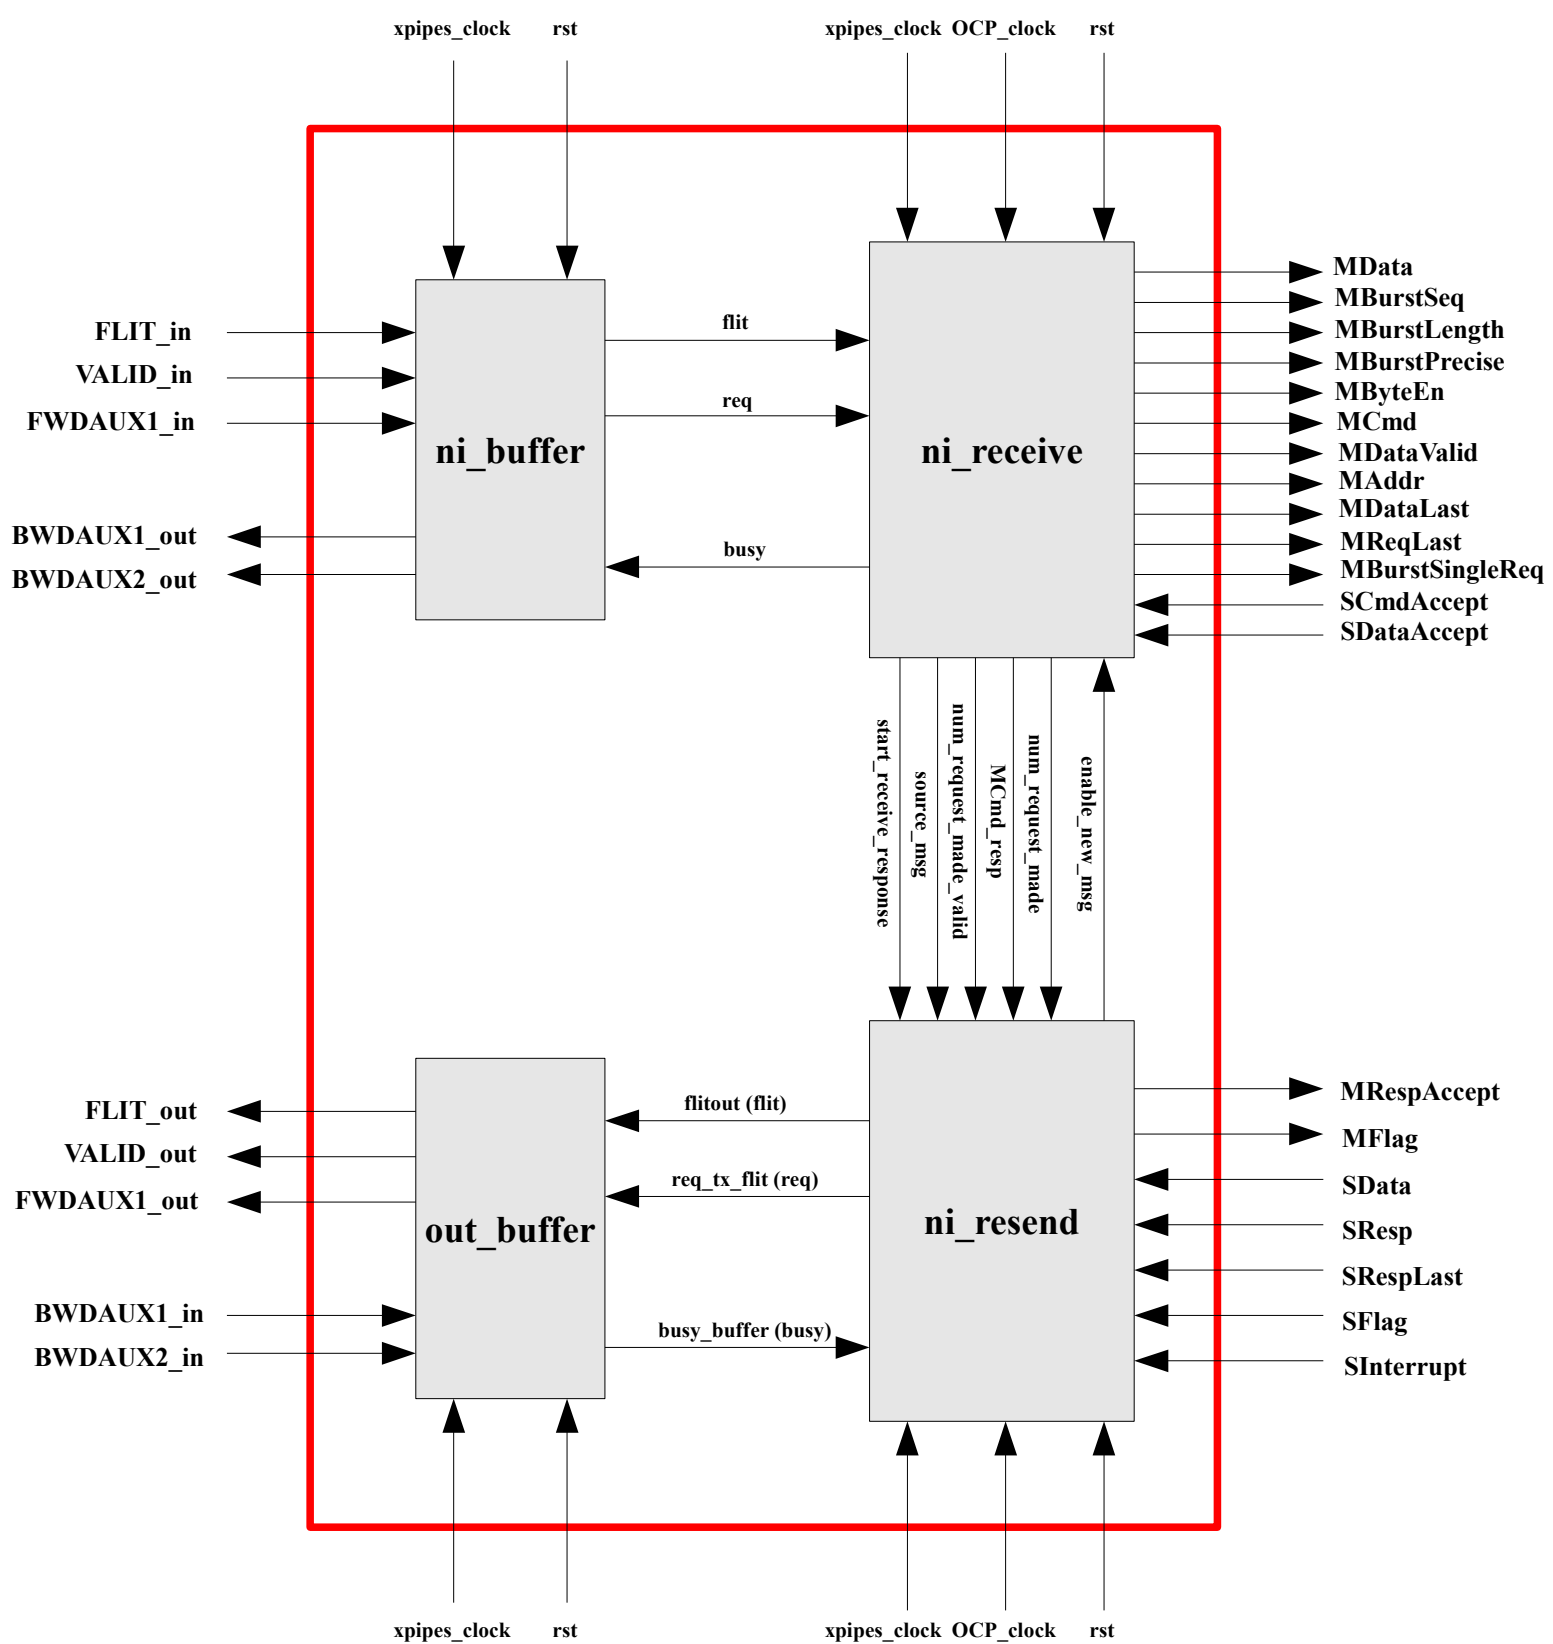 xpipes_clock rst xpipes_clock OCP_clock rst
FLIT_in
VALID_in
FWDAUX1_in
BWDAUX1_out
BWDAUX2_out
ni_buffer
flit
req
busy
ni_receive
MData
MBurstSeq
MBurstLength
MBurstPrecise
MByteEn
MCmd
MDataValid
MAddr
MDataLast
MReqLast
MBurstSingleReq
SCmdAccept
SDataAccept
start_receive_response
source_msg
num_request_made_valid
MCmd_resp
num_request_made
enable_new_msg
FLIT_out
VALID_out
FWDAUX1_out
BWDAUX1_in
BWDAUX2_in
out_buffer
flitout (flit)
req_tx_flit (req)
busy_buffer (busy)
ni_resend
MRespAccept
MFlag
SData
SResp
SRespLast
SFlag
SInterrupt
xpipes_clock rst xpipes_clock OCP_clock rst